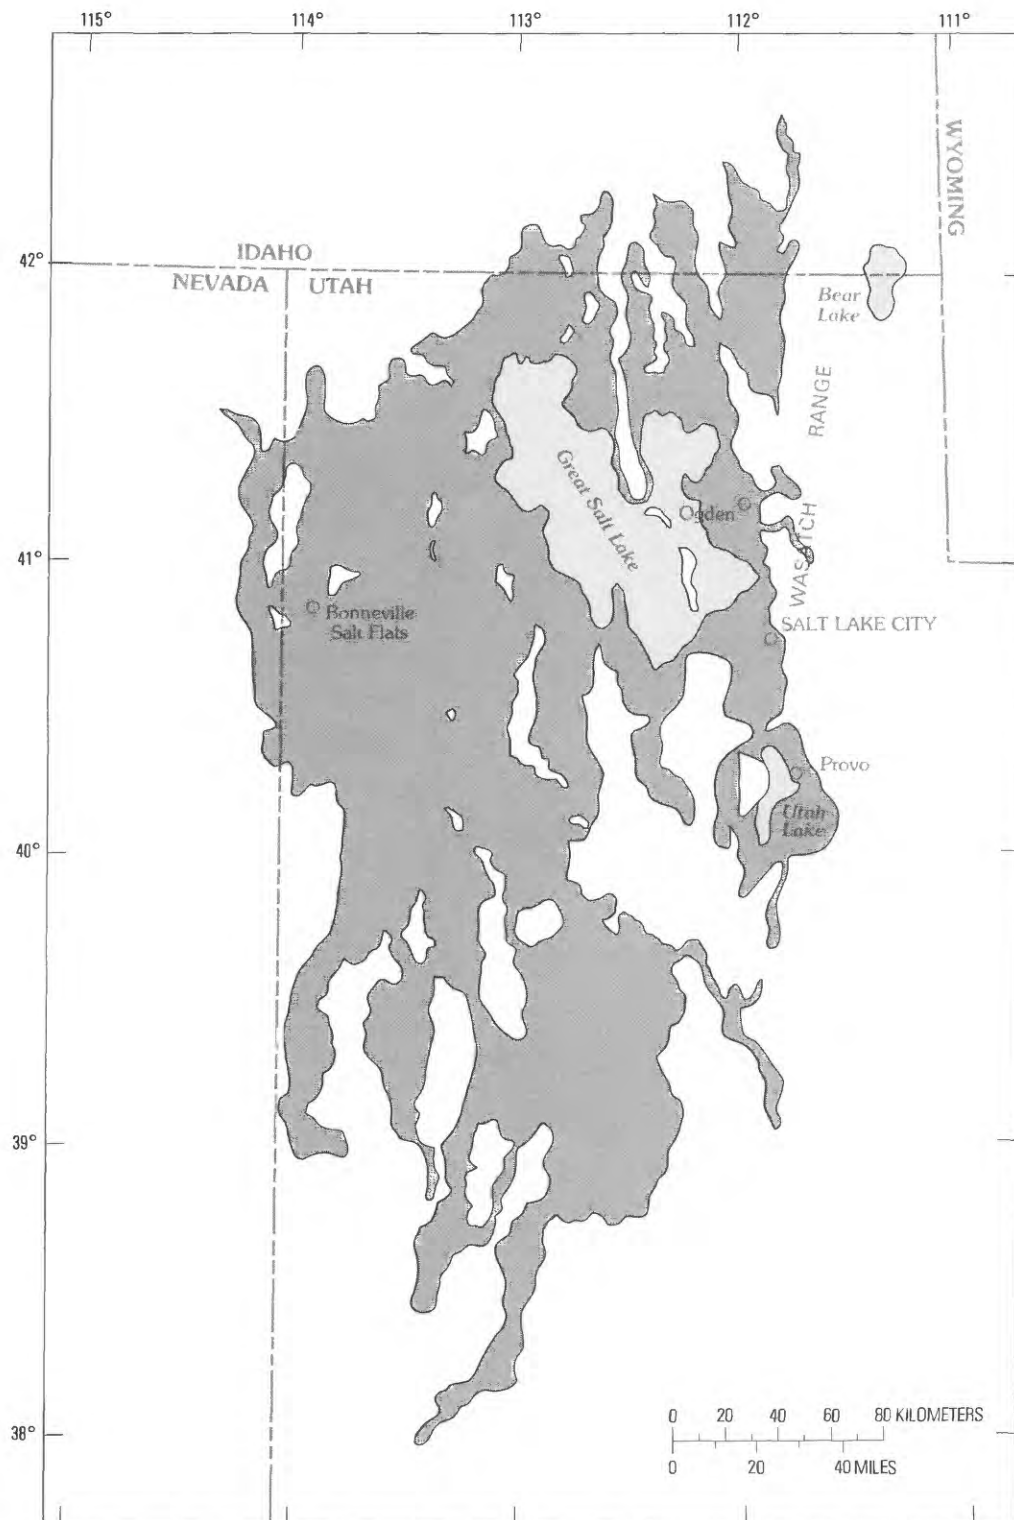 115° 114° 113° 112° 111°
WYOMING
42°
IDAHO
NEVADA UTAH
Bear
Lake
RANGE
Great Salt Lake
Ogden
41°
WASATCH
Bonneville
Salt Flats
SALT LAKE CITY
Provo
Utah
Lake
40°
39°
38°
0 20 40 60 80 KILOMETERS
0 20 40 MILES